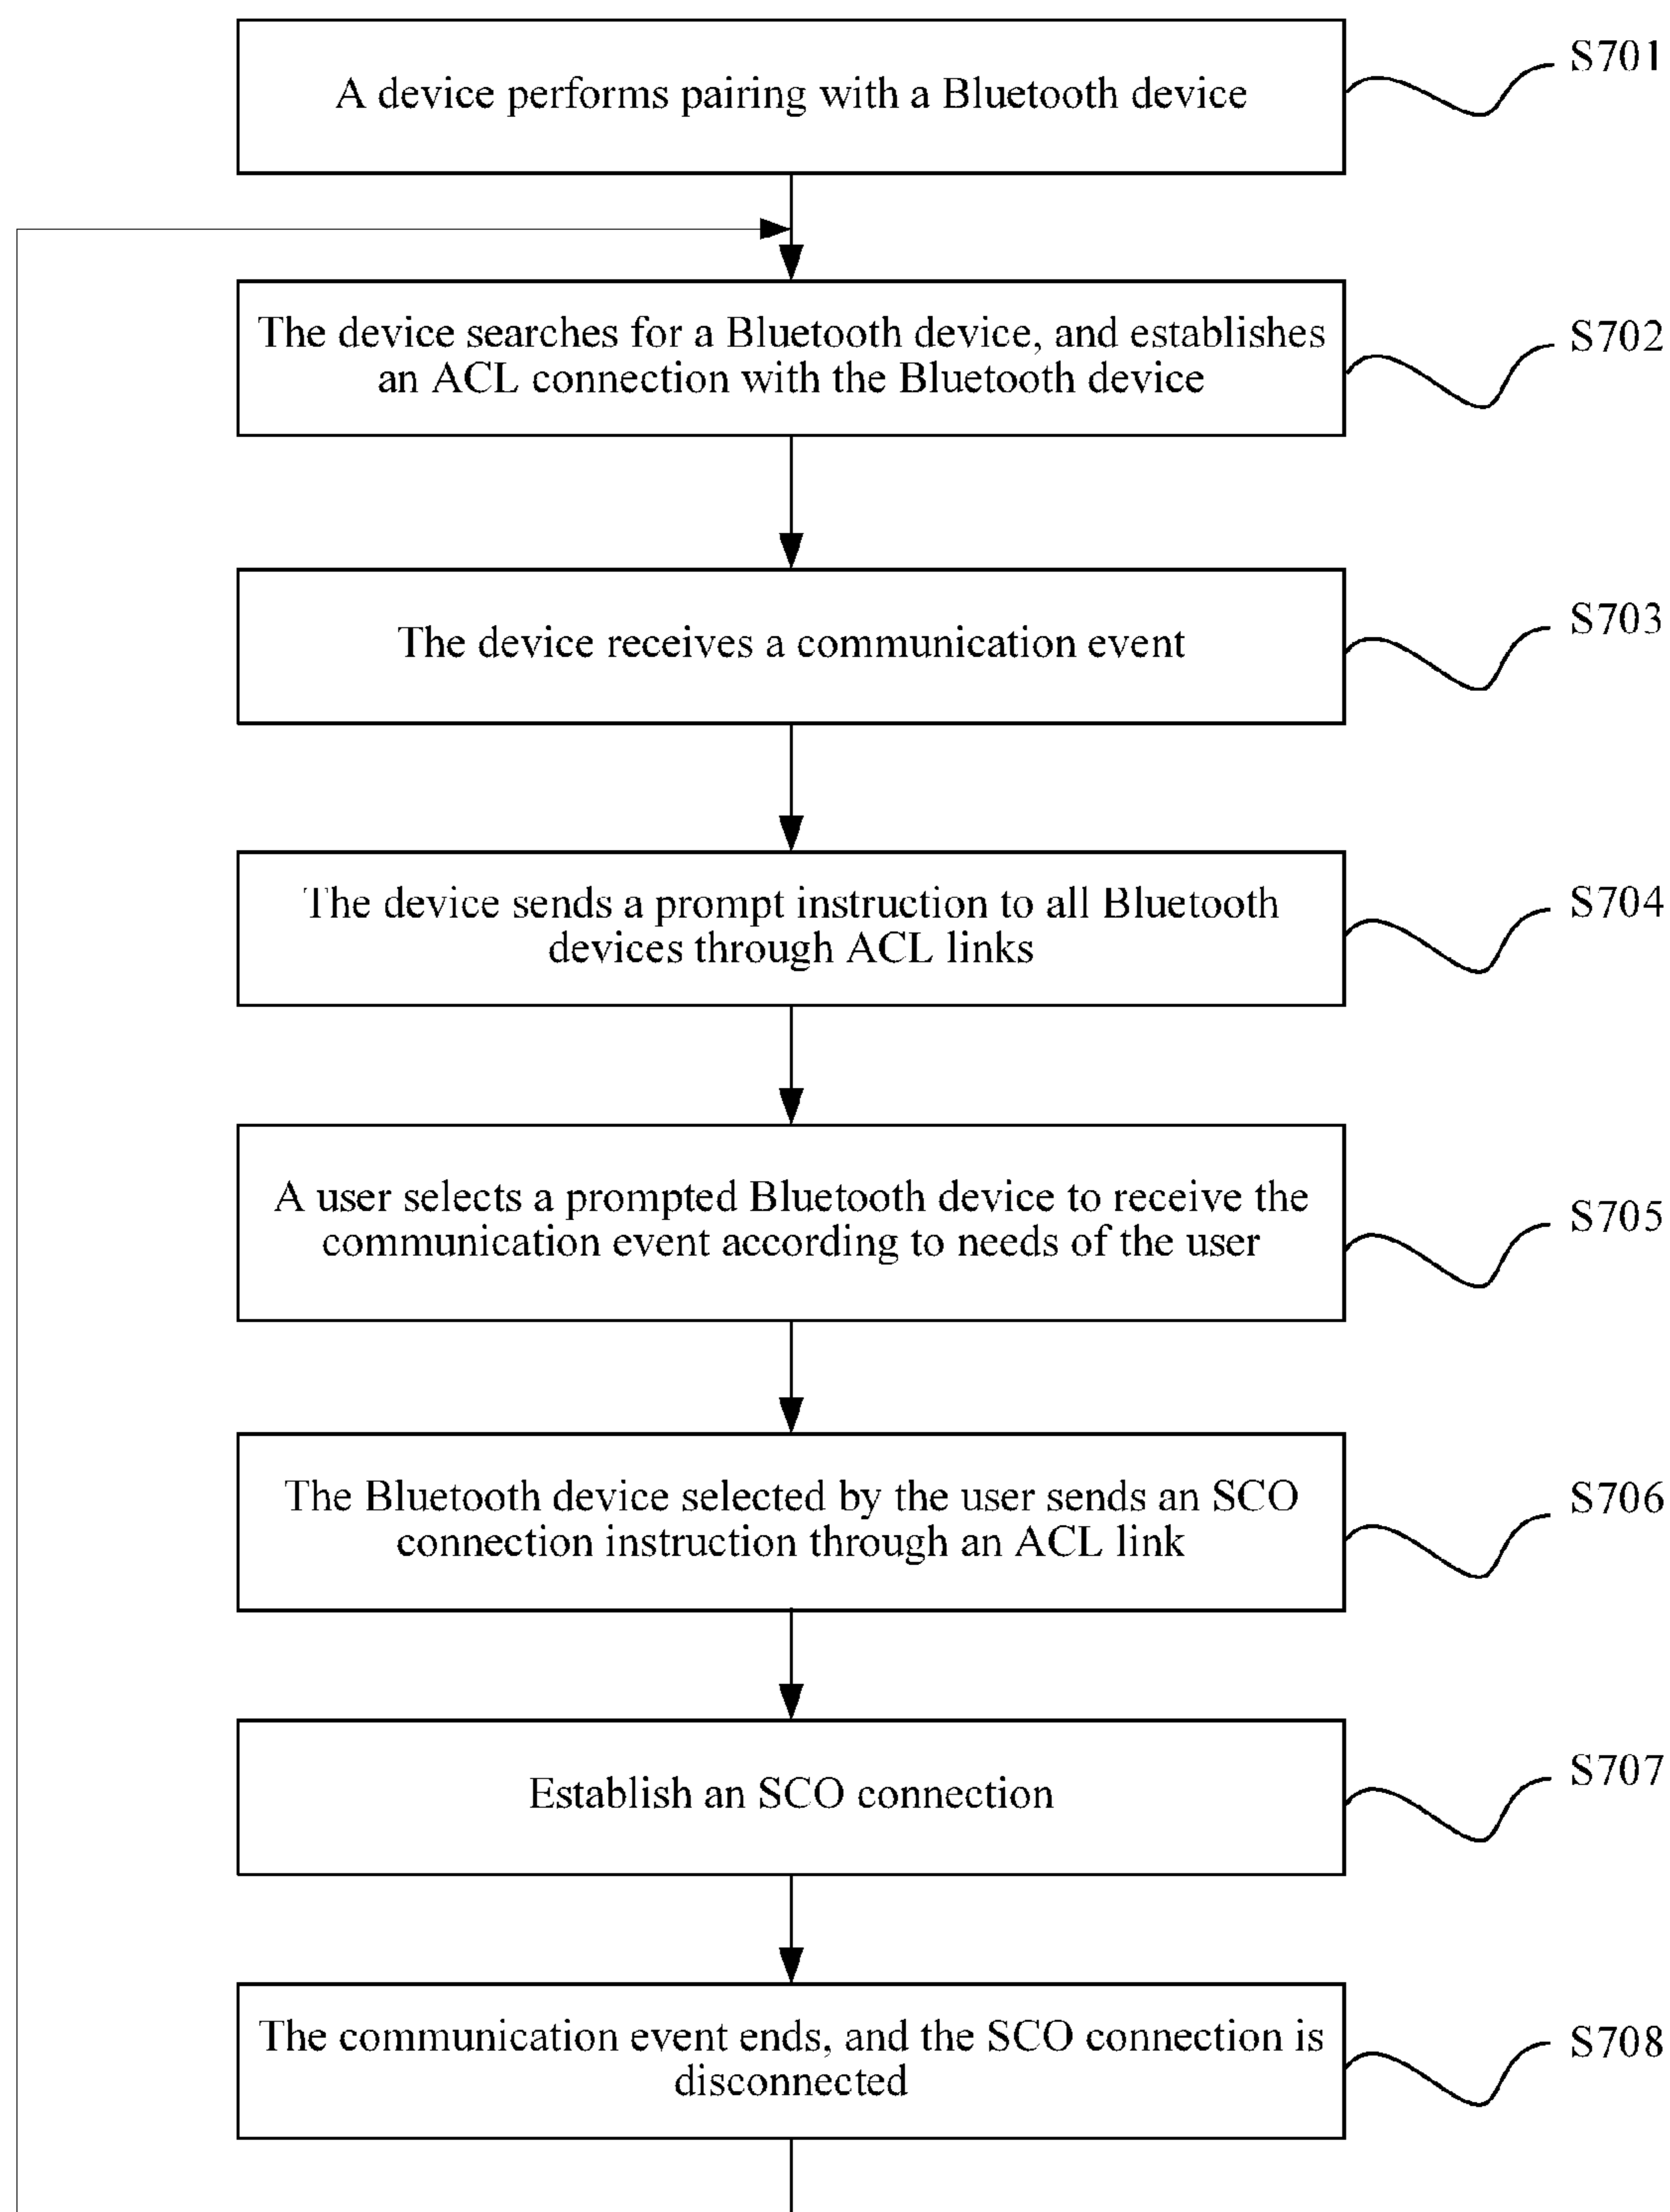 A device performs pairing with a Bluetooth device
S701
The device searches for a Bluetooth device, and establishes
an ACL connection with the Bluetooth device
S702
The device receives a communication event
S703
The device sends a prompt instruction to all Bluetooth
devices through ACL links
S704
A user selects a prompted Bluetooth device to receive the
communication event according to needs of the user
S705
The Bluetooth device selected by the user sends an SCO
connection instruction through an ACL link
S706
Establish an SCO connection
S707
The communication event ends, and the SCO connection is
disconnected
S708